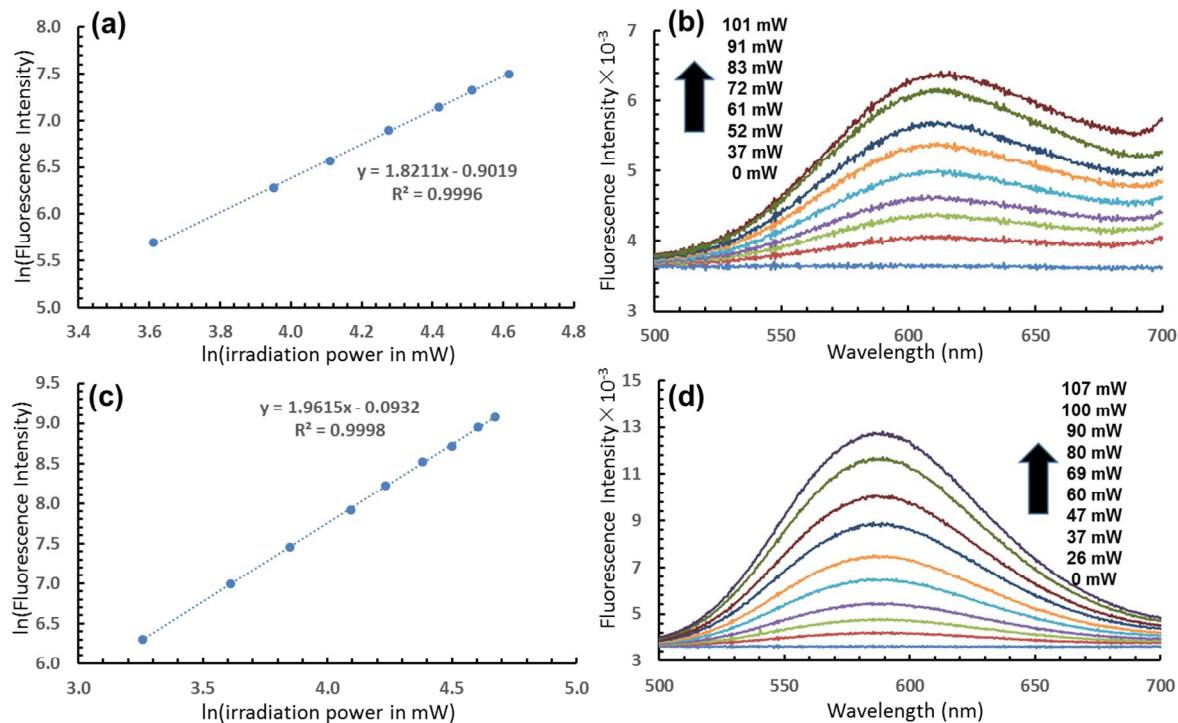 (a)
ln(Fluorescence Intensity)
8.0
7.5
7.0
6.5
6.0
5.5
5.0
y = 1.8211x - 0.9019
R² = 0.9996
3.4 3.6 3.8 4.0 4.2 4.4 4.6 4.8
ln(irradiation power in mW)
(b)
Fluorescence Intensity×10⁻³
7
6
5
4
3
101 mW
91 mW
83 mW
72 mW
61 mW
52 mW
37 mW
0 mW
500 550 600 650 700
Wavelength (nm)
(c)
ln(Fluorescence Intensity)
9.5
9.0
8.5
8.0
7.5
7.0
6.5
6.0
y = 1.9615x - 0.0932
R² = 0.9998
3.0 3.5 4.0 4.5 5.0
ln(irradiation power in mW)
(d)
Fluorescence Intensity×10⁻³
15
13
11
9
7
5
3
107 mW
100 mW
90 mW
80 mW
69 mW
60 mW
47 mW
37 mW
26 mW
0 mW
500 550 600 650 700
Wavelength (nm)